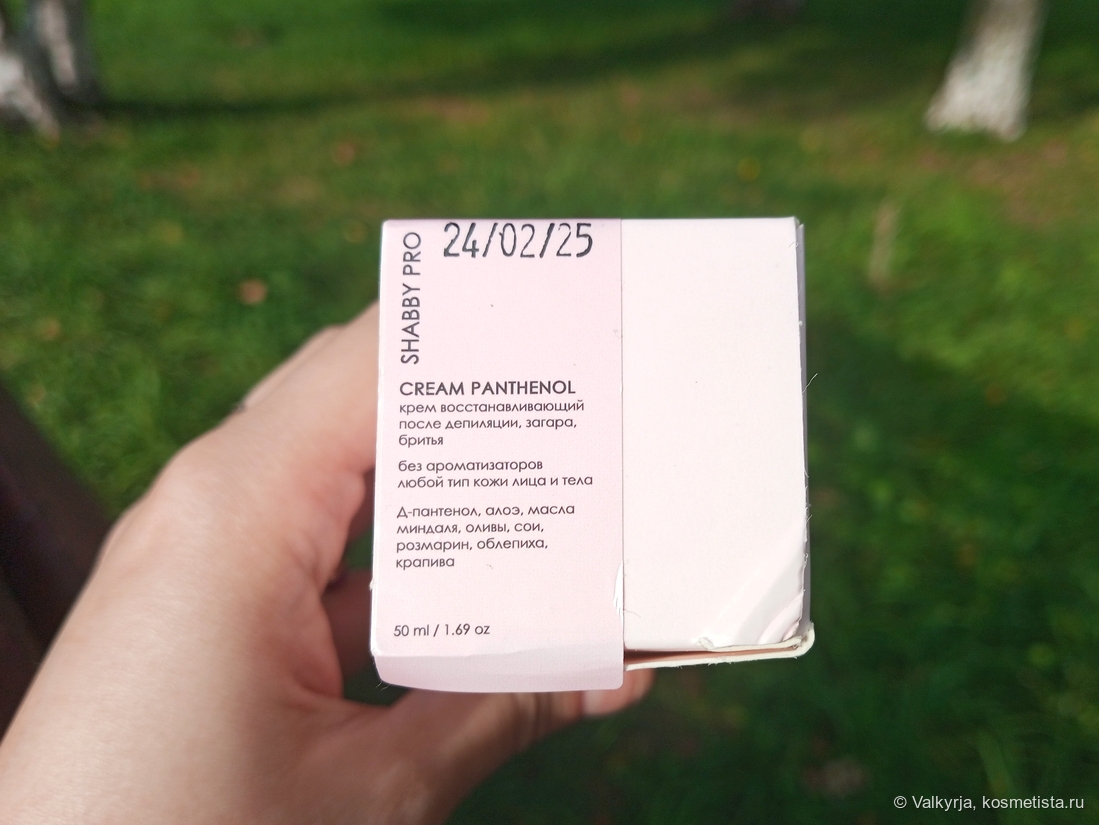 SHABBY PRO
24/02/25
CREAM PANTHENOL
крем восстанавливающий
после депиляции, загара,
бритья
без ароматизаторов
любой тип кожи лица и тела
Д-пантенол, алоэ, масла
миндаля, оливы, сои,
розмарин, облепиха,
крапива
50 ml / 1.69 oz
© Valkyrja, kosmetista.ru